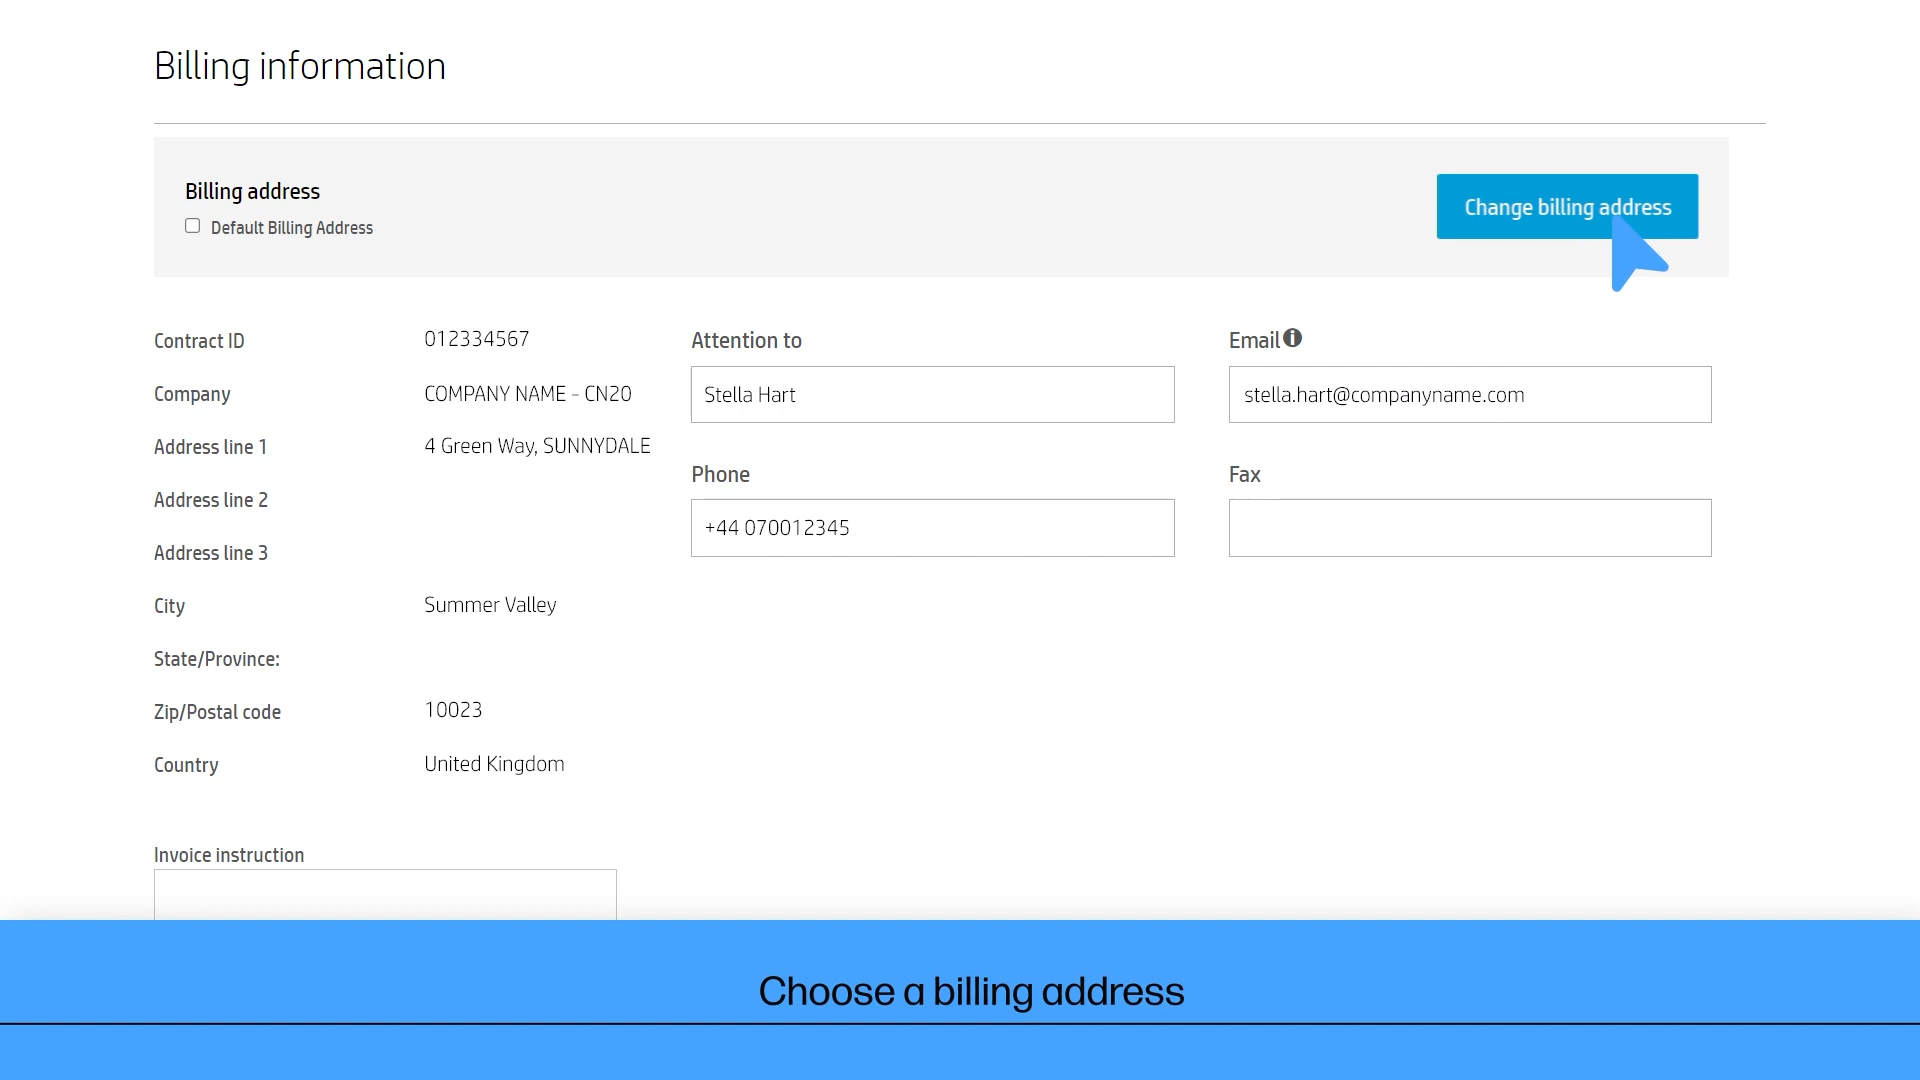 Billing information
Billing address
Default Billing Address
Change billing address
Contract ID 012334567
Company COMPANY NAME - CN20
Address line 1 4 Green Way, SUNNYDALE
Address line 2
Address line 3
City Summer Valley
State/Province:
Zip/Postal code 10023
Country United Kingdom
Attention to
Stella Hart
Email
stella.hart@companyname.com
Phone
+44 070012345
Fax
Invoice instruction
Choose a billing address